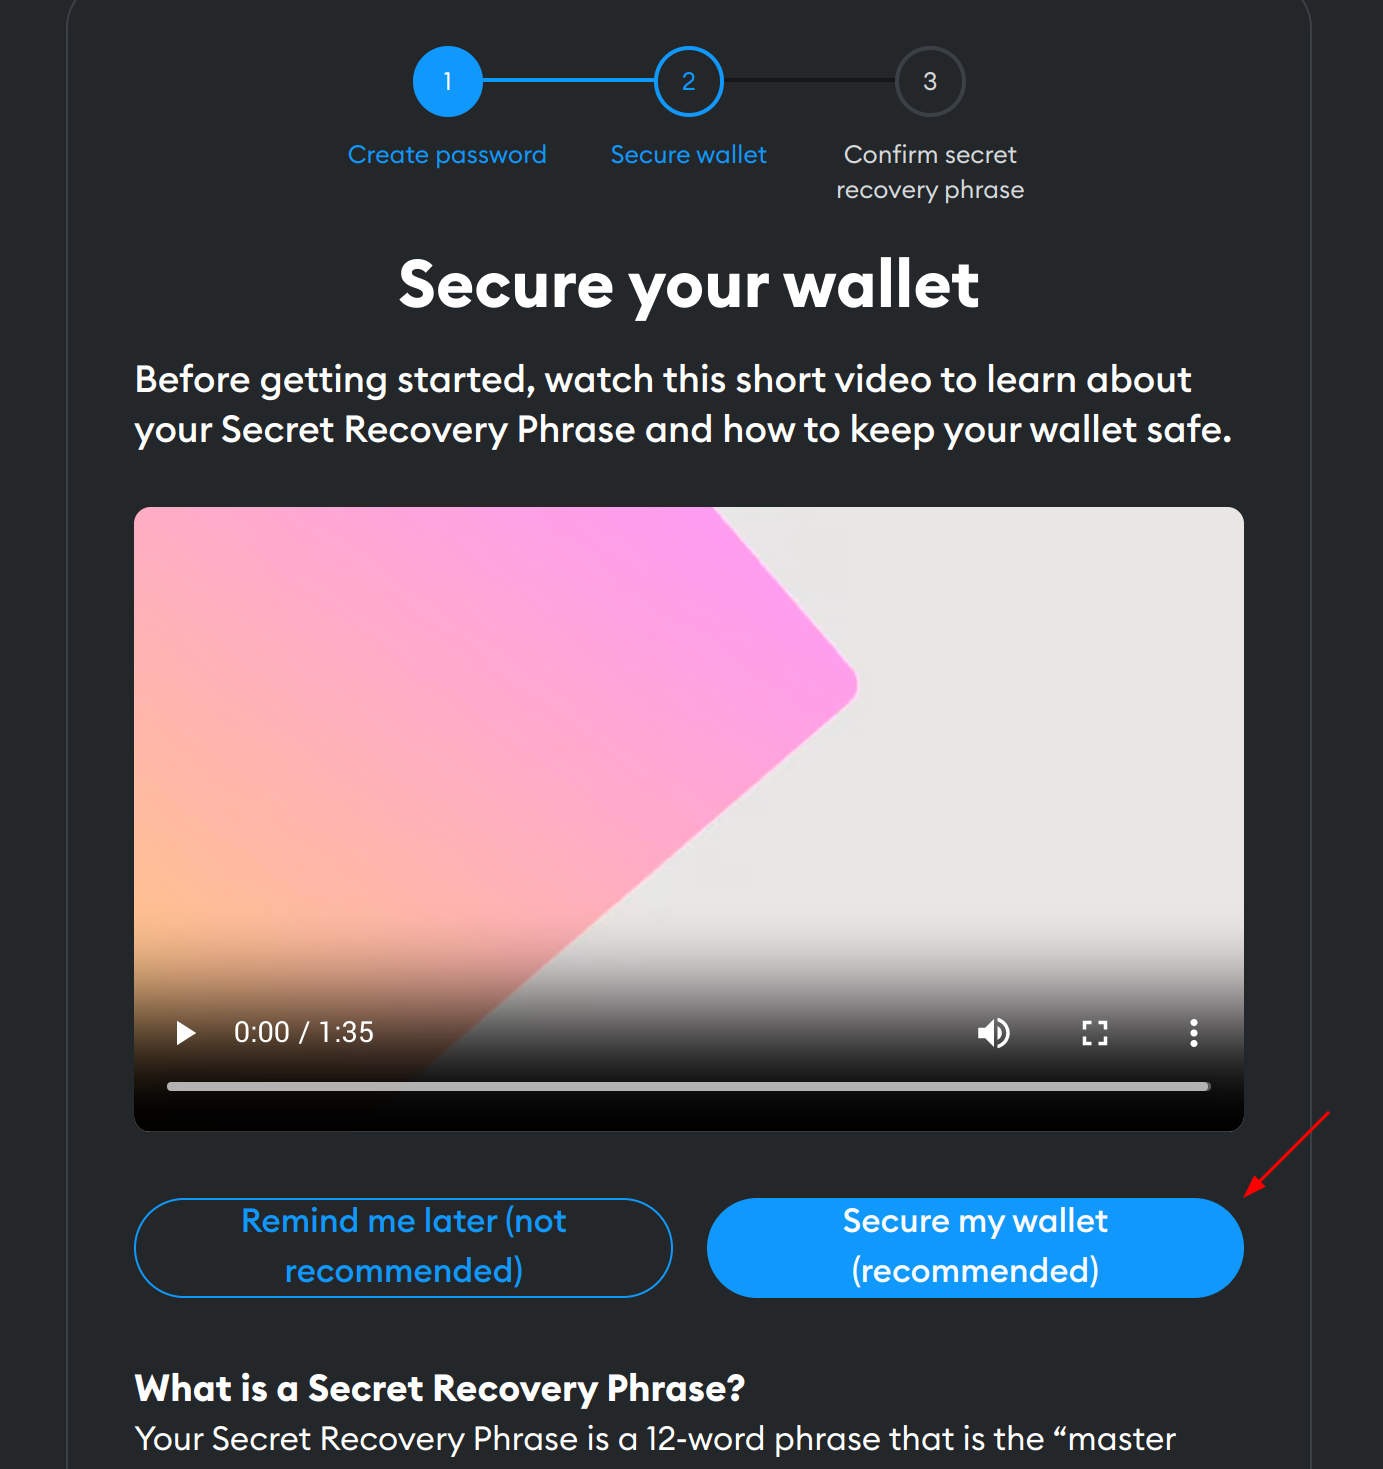 1
2
3
Create password
Secure wallet
Confirm secret
recovery phrase
Secure your wallet
Before getting started, watch this short video to learn about
your Secret Recovery Phrase and how to keep your wallet safe.
0:00 / 1:35
Remind me later (not
recommended)
Secure my wallet
(recommended)
What is a Secret Recovery Phrase?
Your Secret Recovery Phrase is a 12-word phrase that is the “master